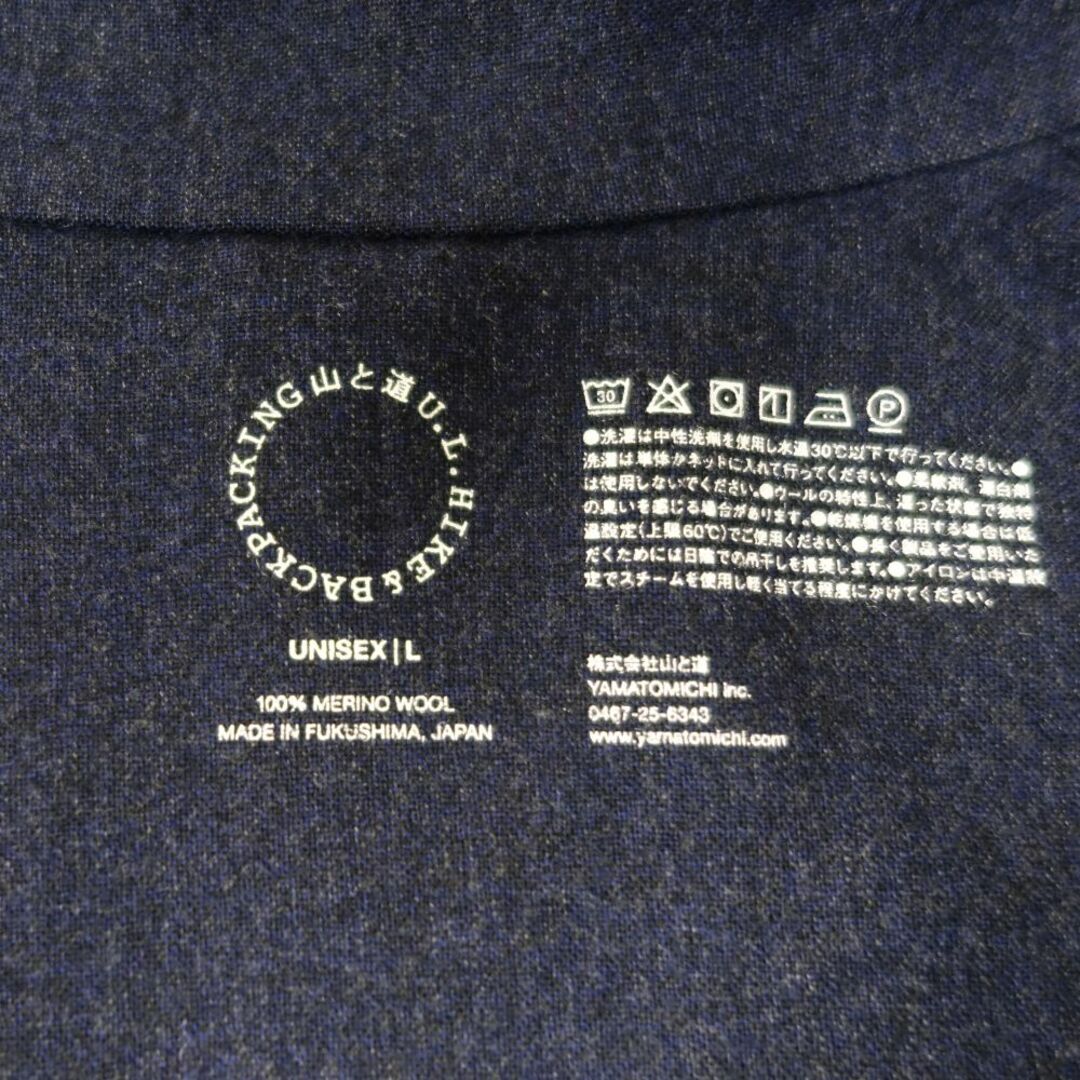 山と道 U.L. HIKE & BACKPACKING
UNISEX | L
100% MERINO WOOL
MADE IN FUKUSHIMA, JAPAN
30
P
●洗濯は中性洗剤を使用し水温30℃以下で行ってください。●
洗濯は単体かネットに入れて行ってください。●柔軟剤、漂白剤
は使用しないでください。●ウールの特性上、湿った状態で独特
の臭いを感じる場合があります。●乾燥機を使用する場合は低
温設定(上限60℃)でご使用ください。●長く製品をご愛用いた
だくためには日陰での吊干しを推奨します。●アイロンは中温設
定でスチームを使用し軽く当てる程度にかけてください。
株式会社山と道
YAMATOMICHI Inc.
0467-25-6343
www.yamatomichi.com